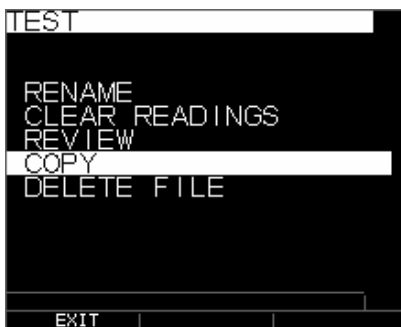 TEST
RENAME
CLEAR READINGS
REVIEW
COPY
DELETE FILE
EXIT